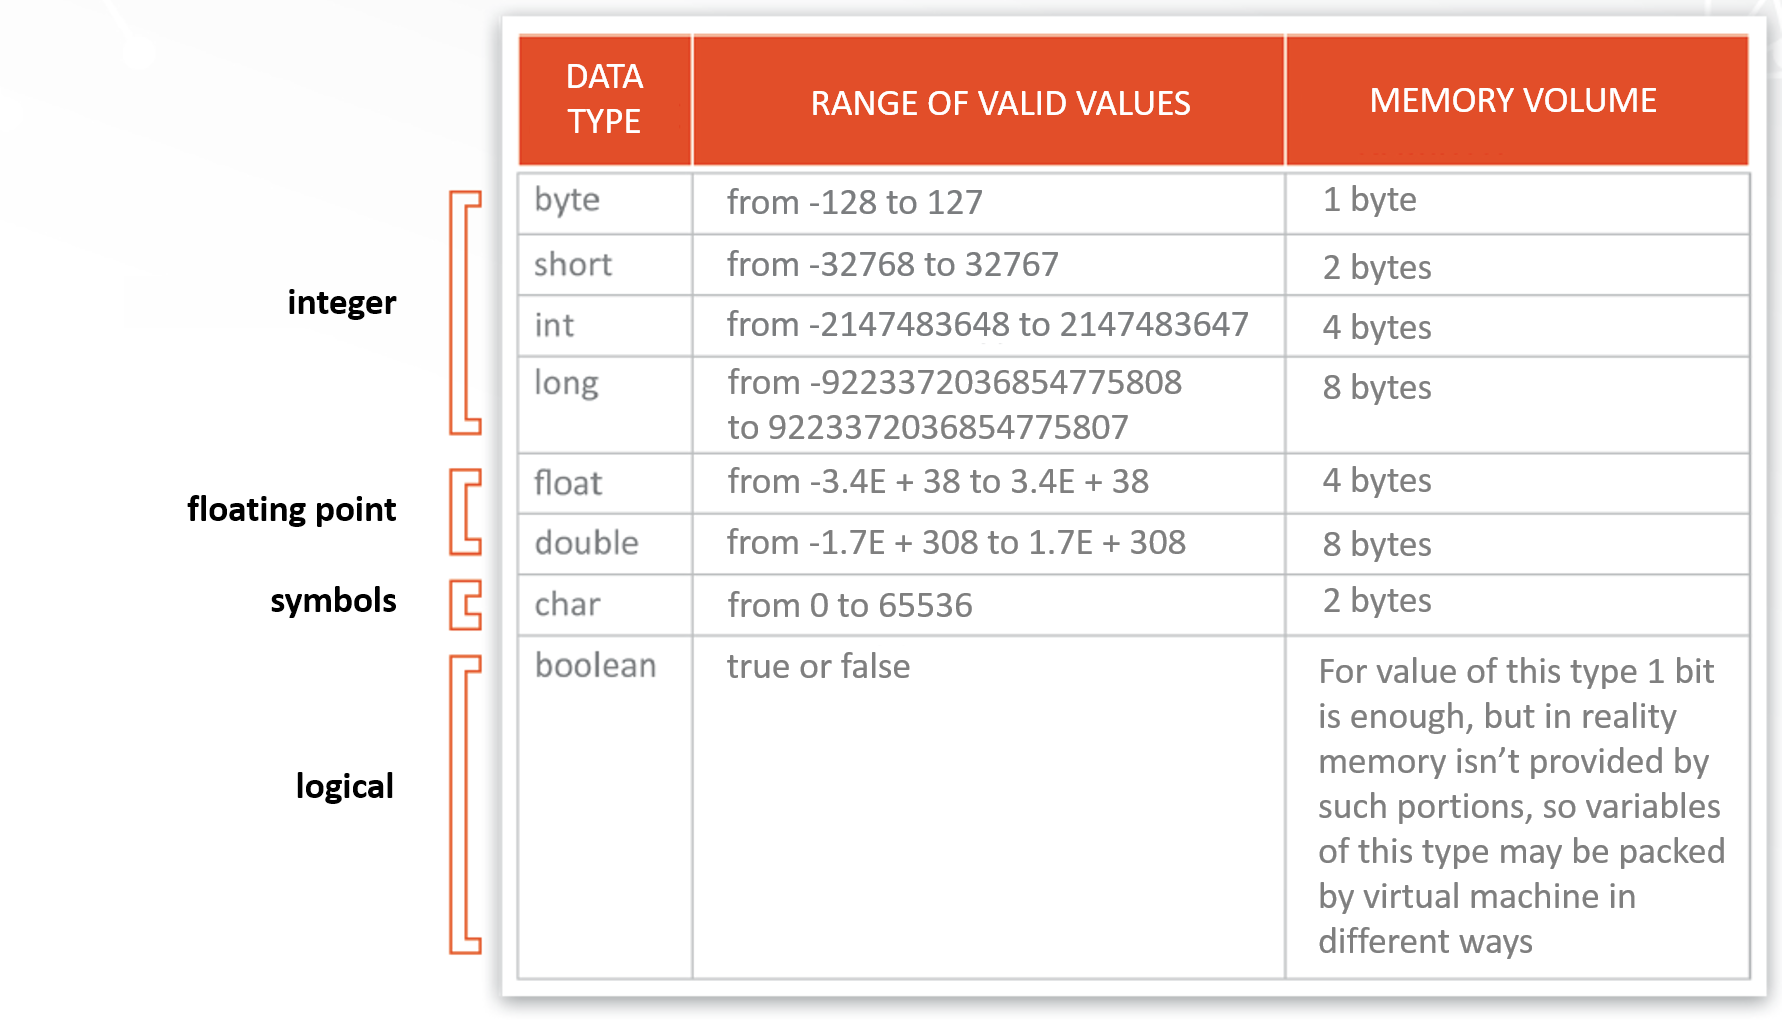 DATA
TYPE
RANGE OF VALID VALUES
MEMORY VOLUME
integer
byte
from -128 to 127
1 byte
short
from -32768 to 32767
2 bytes
int
from -2147483648 to 2147483647
4 bytes
long
from -9223372036854775808
to 9223372036854775807
8 bytes
floating point
float
from -3.4E + 38 to 3.4E + 38
4 bytes
double
from -1.7E + 308 to 1.7E + 308
8 bytes
symbols
char
from 0 to 65536
2 bytes
logical
boolean
true or false
For value of this type 1 bit
is enough, but in reality
memory isn’t provided by
such portions, so variables
of this type may be packed
by virtual machine in
different ways